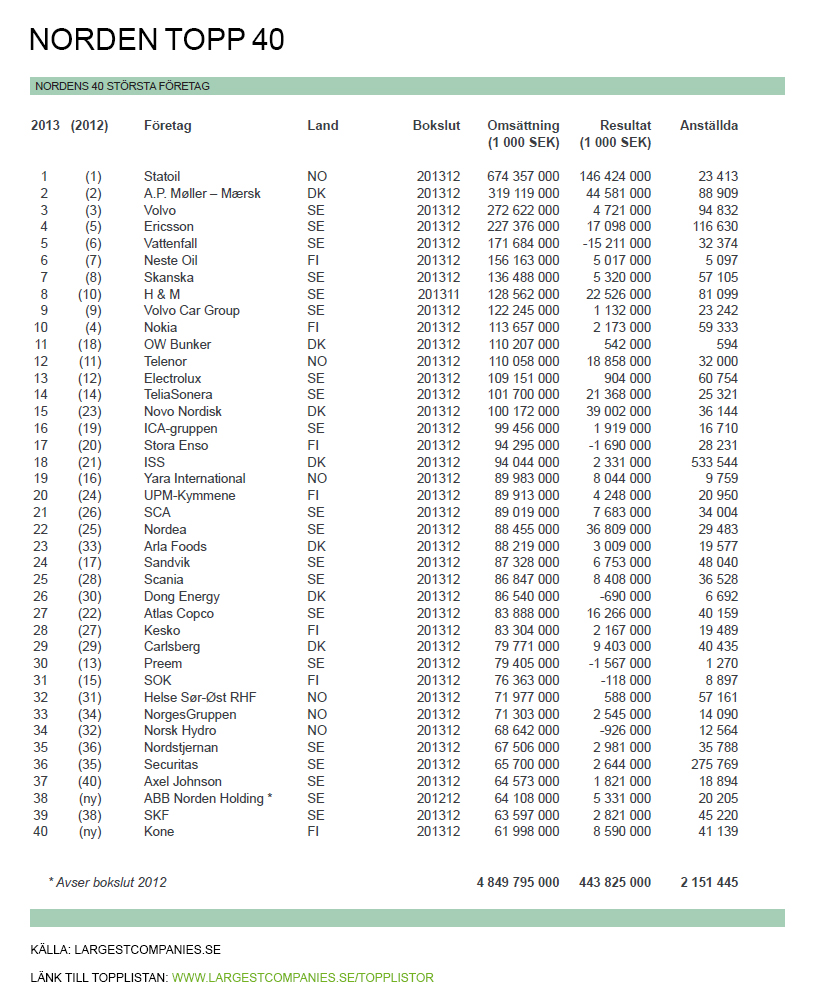 NORDEN TOPP 40
NORDENS 40 STÖRSTA FÖRETAG
2013 (2012) Företag Land Bokslut Omsättning Resultat Anställda
(1 000 SEK) (1 000 SEK)
1 (1) Statoil NO 201312 674 357 000 146 424 000 23 413
2 (2) A.P. Møller – Mærsk DK 201312 319 119 000 44 581 000 88 909
3 (3) Volvo SE 201312 272 622 000 4 721 000 94 832
4 (5) Ericsson SE 201312 227 376 000 17 098 000 116 630
5 (6) Vattenfall SE 201312 171 684 000 -15 211 000 32 374
6 (7) Neste Oil FI 201312 156 163 000 5 017 000 5 097
7 (8) Skanska SE 201312 136 488 000 5 320 000 57 105
8 (10) H & M SE 201311 128 562 000 22 526 000 81 099
9 (9) Volvo Car Group SE 201312 122 245 000 1 132 000 23 242
10 (4) Nokia FI 201312 113 657 000 2 173 000 59 333
11 (18) OW Bunker DK 201312 110 207 000 542 000 594
12 (11) Telenor NO 201312 110 058 000 18 858 000 32 000
13 (12) Electrolux SE 201312 109 151 000 904 000 60 754
14 (14) TeliaSonera SE 201312 101 700 000 21 368 000 25 321
15 (23) Novo Nordisk DK 201312 100 172 000 39 002 000 36 144
16 (19) ICA-gruppen SE 201312 99 456 000 1 919 000 16 710
17 (20) Stora Enso FI 201312 94 295 000 -1 690 000 28 231
18 (21) ISS DK 201312 94 044 000 2 331 000 533 544
19 (16) Yara International NO 201312 89 983 000 8 044 000 9 759
20 (24) UPM-Kymmene FI 201312 89 913 000 4 248 000 20 950
21 (26) SCA SE 201312 89 019 000 7 683 000 34 004
22 (25) Nordea SE 201312 88 455 000 36 809 000 29 483
23 (33) Arla Foods DK 201312 88 219 000 3 009 000 19 577
24 (17) Sandvik SE 201312 87 328 000 6 753 000 48 040
25 (28) Scania SE 201312 86 847 000 8 408 000 36 528
26 (30) Dong Energy DK 201312 86 540 000 -690 000 6 692
27 (22) Atlas Copco SE 201312 83 888 000 16 266 000 40 159
28 (27) Kesko FI 201312 83 304 000 2 167 000 19 489
29 (29) Carlsberg DK 201312 79 771 000 9 403 000 40 435
30 (13) Preem SE 201312 79 405 000 -1 567 000 1 270
31 (15) SOK FI 201312 76 363 000 -118 000 8 897
32 (31) Helse Sør-Øst RHF NO 201312 71 977 000 588 000 57 161
33 (34) NorgesGruppen NO 201312 71 303 000 2 545 000 14 090
34 (32) Norsk Hydro NO 201312 68 642 000 -926 000 12 564
35 (36) Nordstjernan SE 201312 67 506 000 2 981 000 35 788
36 (35) Securitas SE 201312 65 700 000 2 644 000 275 769
37 (40) Axel Johnson SE 201312 64 573 000 1 821 000 18 894
38 (ny) ABB Norden Holding * SE 201212 64 108 000 5 331 000 20 205
39 (38) SKF SE 201312 63 597 000 2 821 000 45 220
40 (ny) Kone FI 201312 61 998 000 8 590 000 41 139
* Avser bokslut 2012 4 849 795 000 443 825 000 2 151 445
KÄLLA: LARGESTCOMPANIES.SE
LÄNK TILL TOPPLISTAN: WWW.LARGESTCOMPANIES.SE/TOPPLISTOR